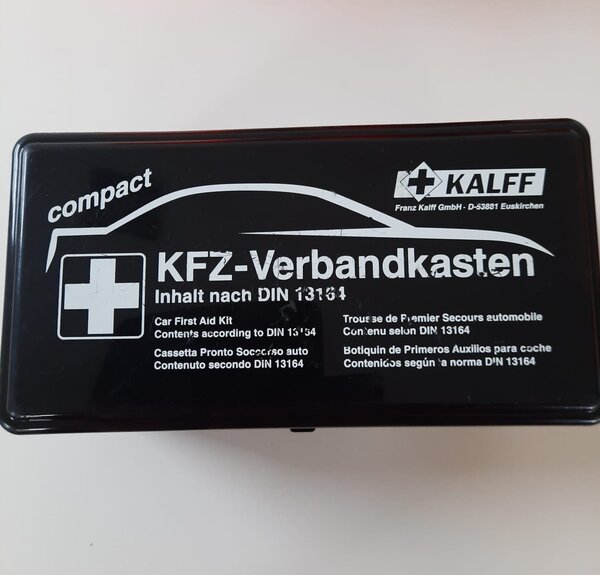 compact
KALFF
Franz Kalff GmbH - D-53881 Euskirchen
KFZ-Verbandkasten
Inhalt nach DIN 13164
Car First Aid Kit
Contents according to DIN 13164
Cassetta Pronto Soccorso auto
Contenuto secondo DIN 13164
Trousse de Premier Secours automobile
Contenu selon DIN 13164
Botiquin de Primeros Auxilios para coche
Contenidos según la norma DIN 13164